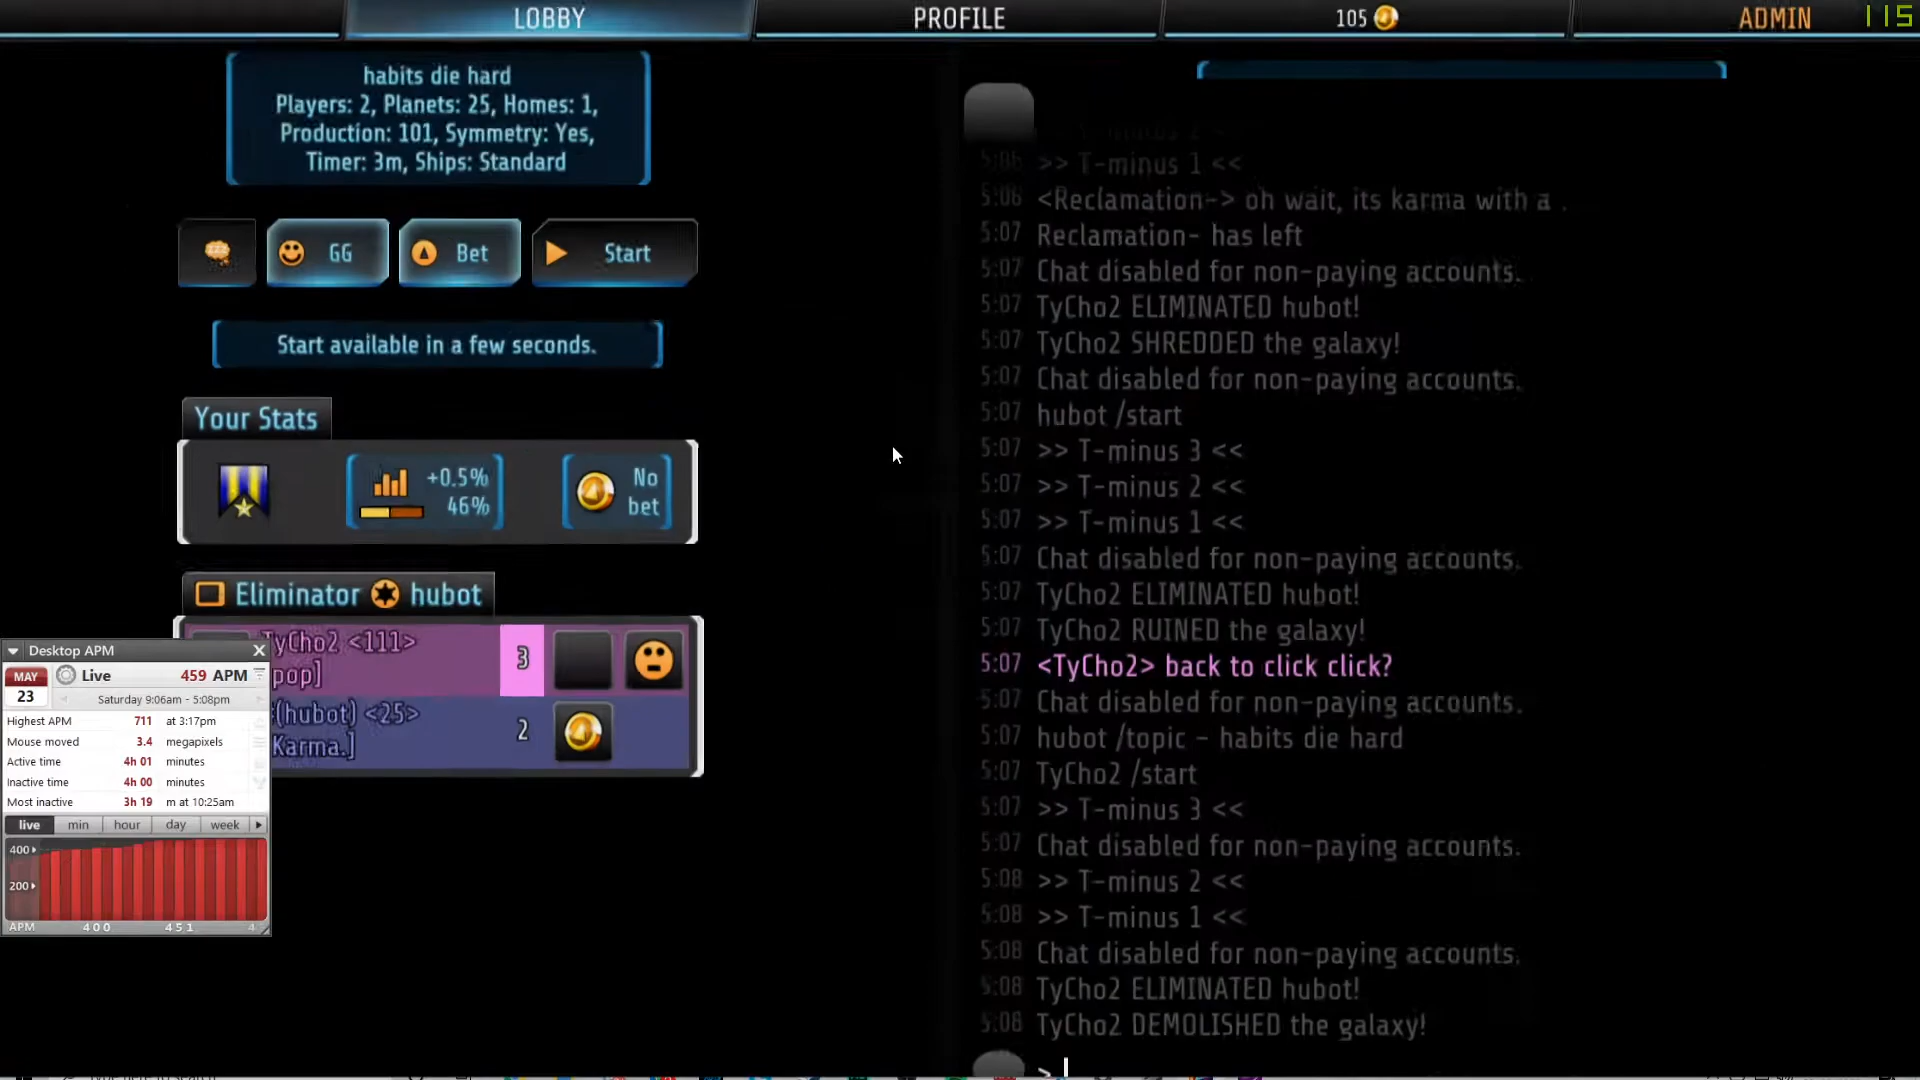 LOBBY
PROFILE
105
ADMIN
115
habits die hard
Players: 2, Planets: 25, Homes: 1,
Production: 101, Symmetry: Yes,
Timer: 3m, Ships: Standard
GG
Bet
Start
Start available in a few seconds.
Your Stats
+0.5%
46%
No
bet
Eliminator hubot
TyCho2 <111>
pop]
3
(hubot) <25>
Karma.]
2
Desktop APM
MAY
23
Live 459 APM
Saturday 9:06am - 5:08pm
Highest APM 711 at 3:17pm
Mouse moved 3.4 megapixels
Active time 4h 01 minutes
Inactive time 4h 00 minutes
Most inactive 3h 19 m at 10:25am
live min hour day week
400
200
APM 400 451 4
5:06 >> T-minus 1 <<
5:06 <Reclamation-> oh wait, its karma with a .
5:07 Reclamation- has left
5:07 Chat disabled for non-paying accounts.
5:07 TyCho2 ELIMINATED hubot!
5:07 TyCho2 SHREDDED the galaxy!
5:07 Chat disabled for non-paying accounts.
5:07 hubot /start
5:07 >> T-minus 3 <<
5:07 >> T-minus 2 <<
5:07 >> T-minus 1 <<
5:07 Chat disabled for non-paying accounts.
5:07 TyCho2 ELIMINATED hubot!
5:07 TyCho2 RUINED the galaxy!
5:07 <TyCho2> back to click click?
5:07 Chat disabled for non-paying accounts.
5:07 hubot /topic - habits die hard
5:07 TyCho2 /start
5:07 >> T-minus 3 <<
5:07 Chat disabled for non-paying accounts.
5:08 >> T-minus 2 <<
5:08 >> T-minus 1 <<
5:08 Chat disabled for non-paying accounts.
5:08 TyCho2 ELIMINATED hubot!
5:08 TyCho2 DEMOLISHED the galaxy!
>